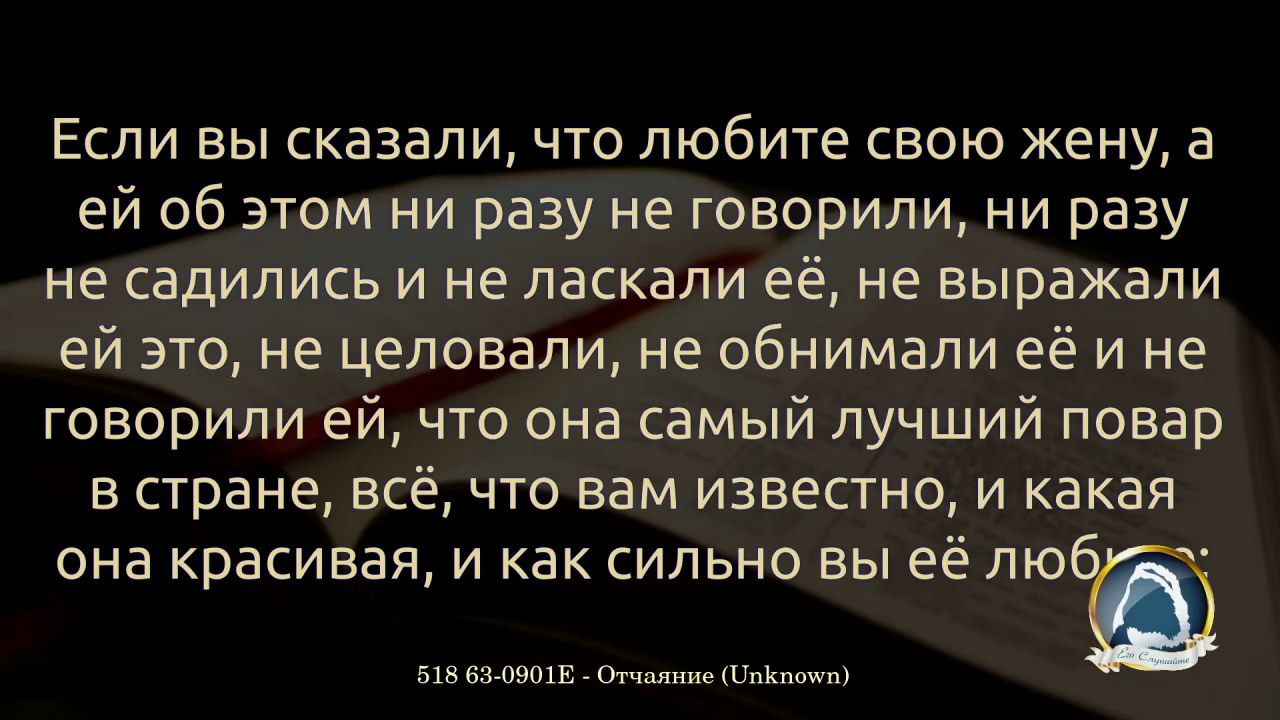 Если вы сказали, что любите свою жену, а
ей об этом ни разу не говорили, ни разу
не садились и не ласкали её, не выражали
ей это, не целовали, не обнимали её и не
говорили ей, что она самый лучший повар
в стране, всё, что вам известно, и какая
она красивая, и как сильно вы её
Его Слушайте
518 63-0901E - Отчаяние (Unknown)